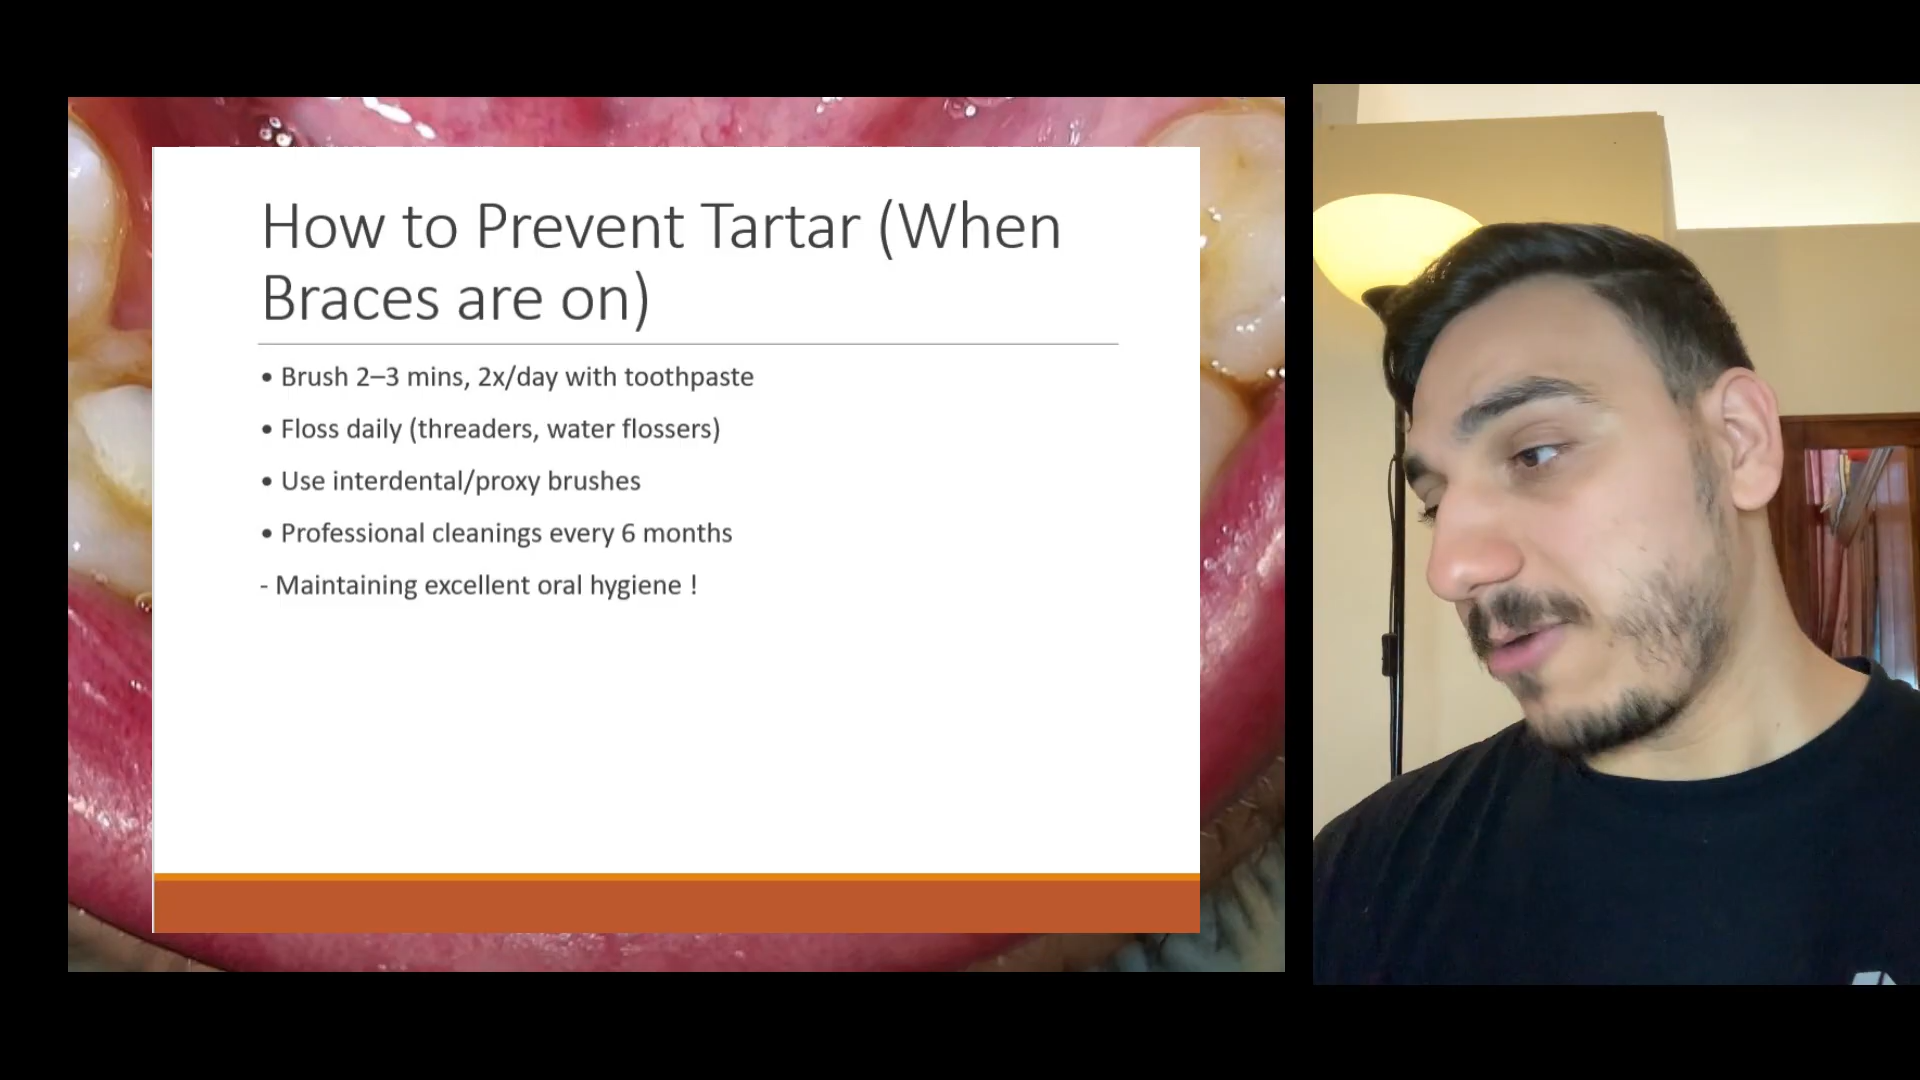 How to Prevent Tartar (When
Braces are on)
• Brush 2–3 mins, 2x/day with toothpaste
• Floss daily (threaders, water flossers)
• Use interdental/proxy brushes
• Professional cleanings every 6 months
- Maintaining excellent oral hygiene !